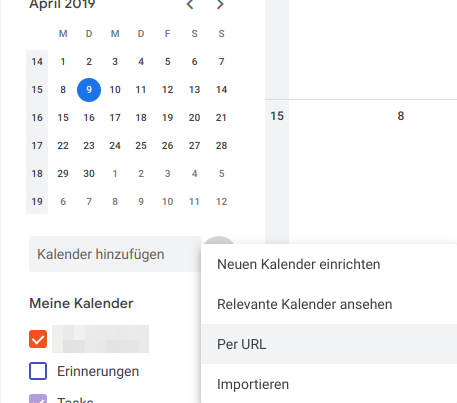 April 2019
M D M D F S S
14 1 2 3 4 5 6 7
15 8 9 10 11 12 13 14
16 15 16 17 18 19 20 21
17 22 23 24 25 26 27 28
18 29 30 1 2 3 4 5
19 6 7 8 9 10 11 12
15 8
Kalender hinzufügen
Neuen Kalender einrichten
Relevante Kalender ansehen
Per URL
Importieren
Meine Kalender
Erinnerungen
Tasks